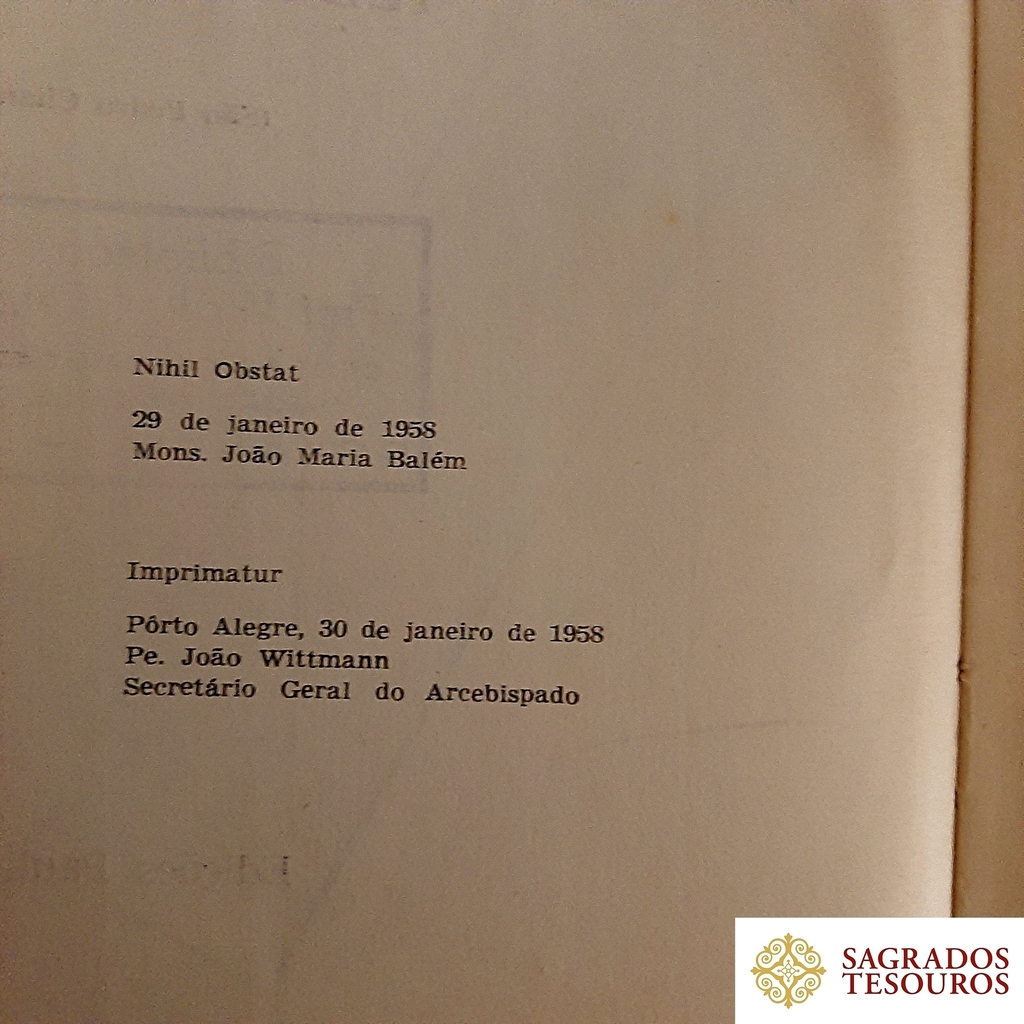 Nihil Obstat
29 de janeiro de 1958
Mons. João Maria Balém
Imprimatur
Pôrto Alegre, 30 de janeiro de 1958
Pe. João Wittmann
Secretário Geral do Arcebispado
SAGRADOS
TESOUROS